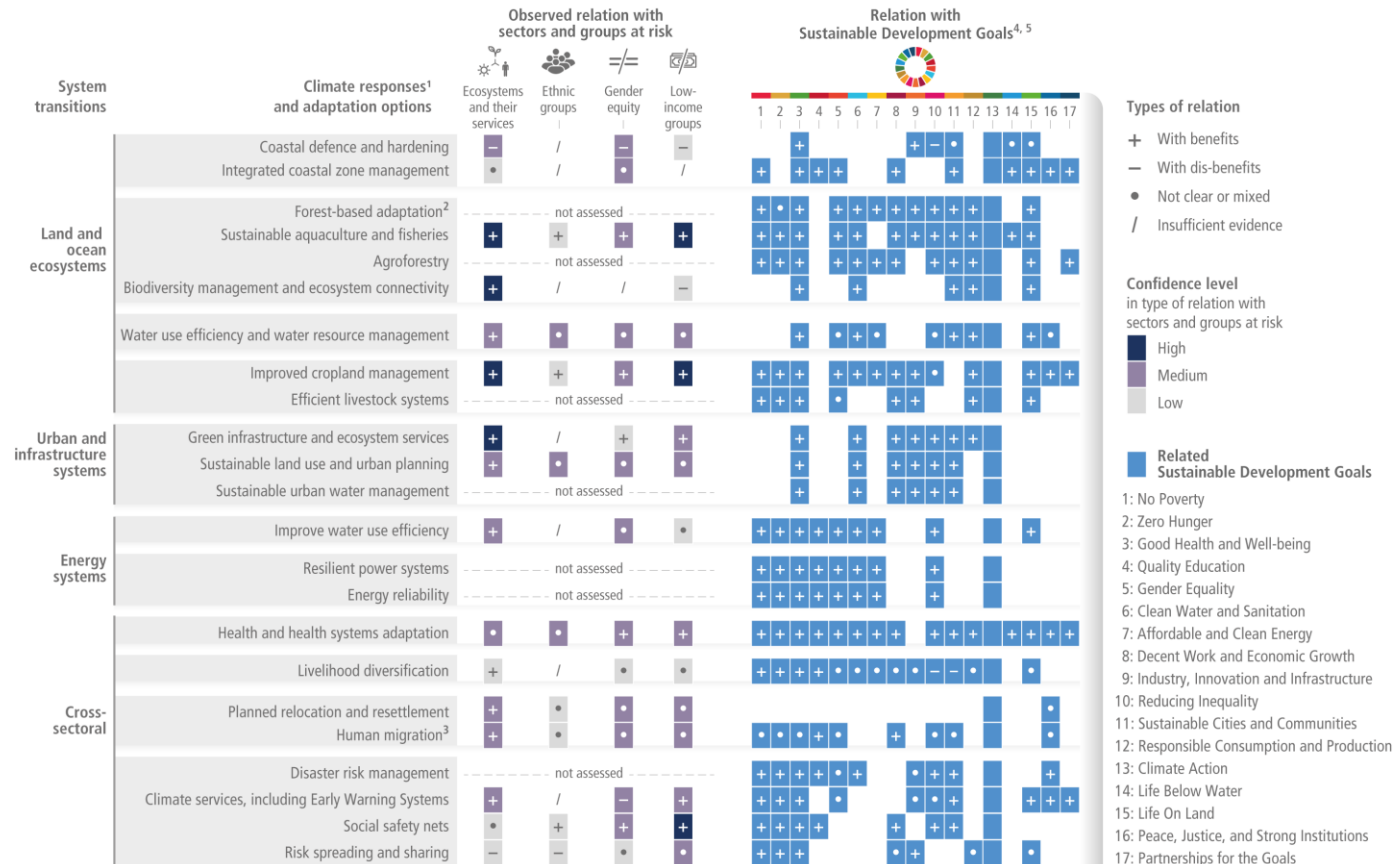 Observed relation with
sectors and groups at risk
Relation with
Sustainable Development Goals4, 5
System
transitions
Climate responses1
and adaptation options
Ecosystems
and their
services
Ethnic
groups
Gender
equity
Low-
income
groups
1 2 3 4 5 6 7 8 9 10 11 12 13 14 15 16 17
Coastal defence and hardening − / − − + + − • • •
Integrated coastal zone management • / • / + + + + + + + + + +
Land and
ocean
ecosystems
Forest-based adaptation2 not assessed + • + + + + + + + + + +
Sustainable aquaculture and fisheries + + + + + + + + + + + + + + + +
Agroforestry not assessed + + + + + + + + + + + +
Biodiversity management and ecosystem connectivity + / / − + + + + +
Water use efficiency and water resource management + • • • + • + • • + + + •
Improved cropland management + + + + + + + + + + + + • + + + +
Efficient livestock systems not assessed + + + • + + + +
Urban and
infrastructure
systems
Green infrastructure and ecosystem services + / + + + + + + + + +
Sustainable land use and urban planning + • • • + + + + + +
Sustainable urban water management not assessed + + + + + +
Energy
systems
Improve water use efficiency + / • • + + + + + + + + +
Resilient power systems not assessed + + + + + + + +
Energy reliability not assessed + + + + + + + +
Cross-
sectoral
Health and health systems adaptation • • + + + + + + + + + + + + + + + + +
Livelihood diversification + / • • + + + + • • • • • − − • •
Planned relocation and resettlement + • • • •
Human migration3 + • • • • • • + • + • • •
Disaster risk management not assessed + + + + • + • + + •
Climate services, including Early Warning Systems + / − + + + + • • • + + + +
Social safety nets • + + + + + + + + + +
Risk spreading and sharing − − • • + + + • + • •
Types of relation
+ With benefits
− With dis-benefits
• Not clear or mixed
/ Insufficient evidence
Confidence level
in type of relation with
sectors and groups at risk
High
Medium
Low
Related
Sustainable Development Goals
1: No Poverty
2: Zero Hunger
3: Good Health and Well-being
4: Quality Education
5: Gender Equality
6: Clean Water and Sanitation
7: Affordable and Clean Energy
8: Decent Work and Economic Growth
9: Industry, Innovation and Infrastructure
10: Reducing Inequality
11: Sustainable Cities and Communities
12: Responsible Consumption and Production
13: Climate Action
14: Life Below Water
15: Life On Land
16: Peace, Justice, and Strong Institutions
17: Partnerships for the Goals